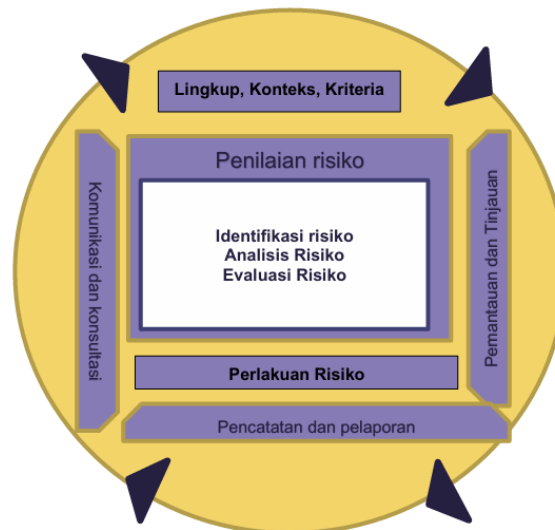 Lingkup, Konteks, Kriteria
Komunikasi dan konsultasi
Penilaian risiko
Identifikasi risiko
Analisis Risiko
Evaluasi Risiko
Pemantauan dan Tinjauan
Perlakuan Risiko
Pencatatan dan pelaporan